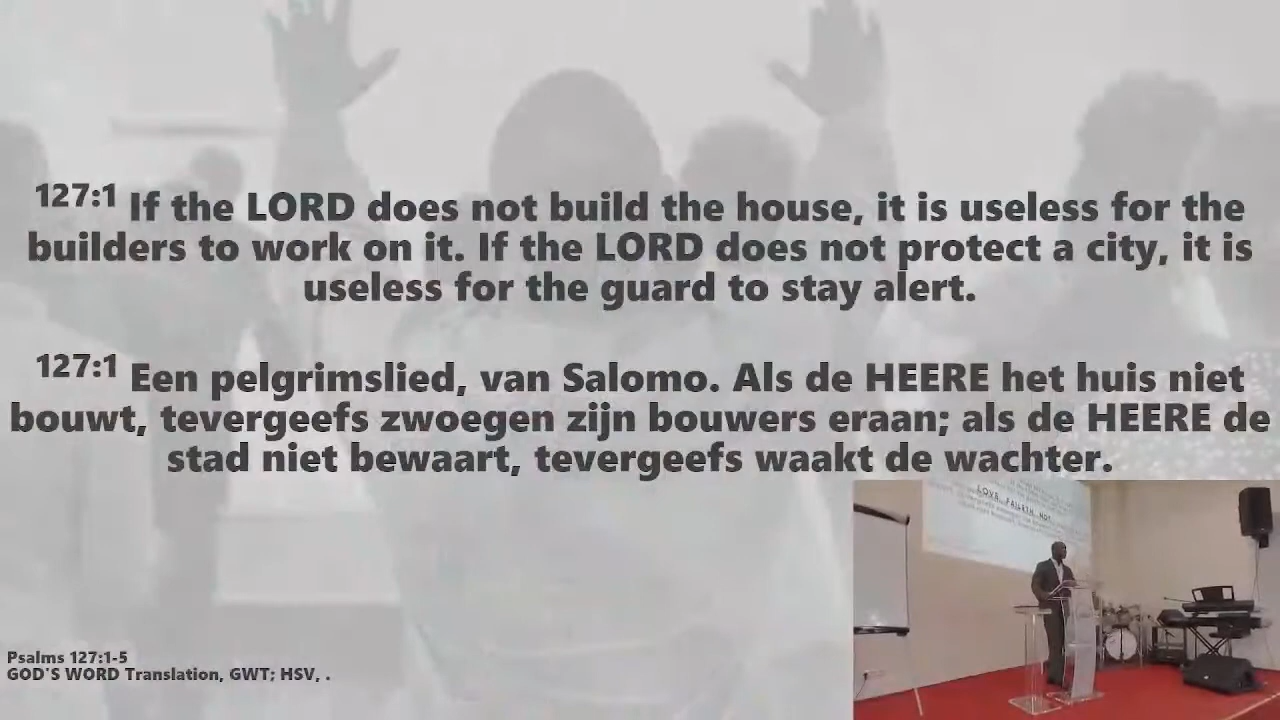 127:1 If the LORD does not build the house, it is useless for the
builders to work on it. If the LORD does not protect a city, it is
useless for the guard to stay alert.
127:1 Een pelgrimslied, van Salomo. Als de HEERE het huis niet
bouwt, tevergeefs zwoegen zijn bouwers eraan; als de HEERE de
stad niet bewaart, tevergeefs waakt de wachter.
Psalms 127:1-5
GOD'S WORD Translation, GWT; HSV, .